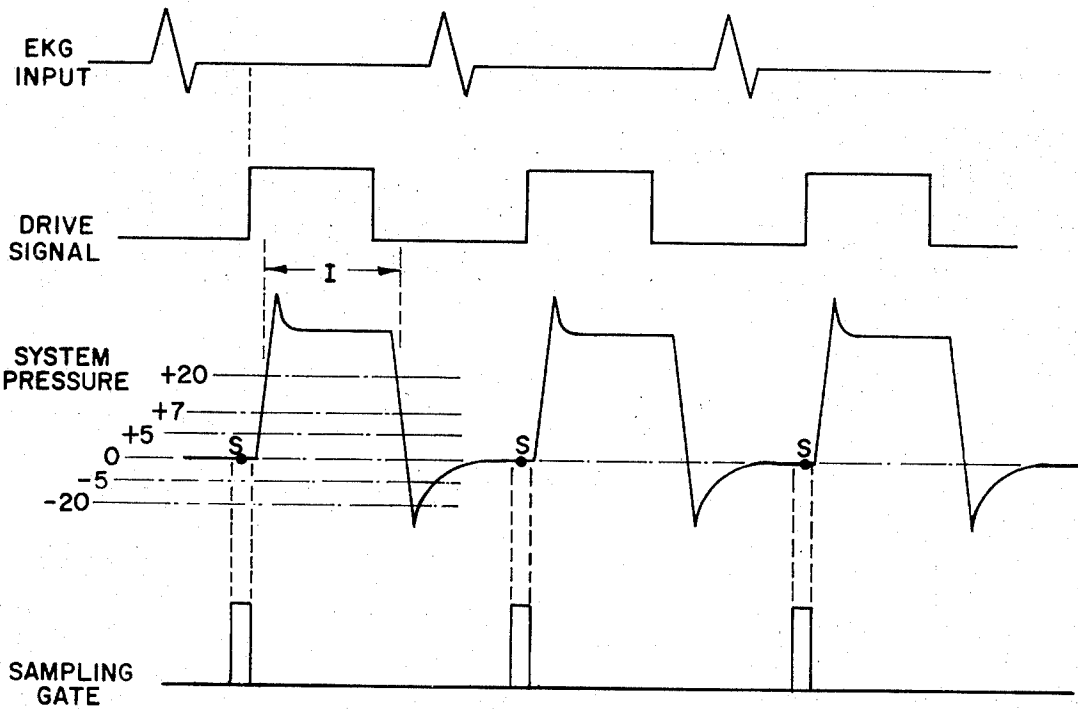 EKG
INPUT
DRIVE
SIGNAL
I
SYSTEM
PRESSURE
+20
+7
+5
0
-5
-20
S
S
S
SAMPLING
GATE